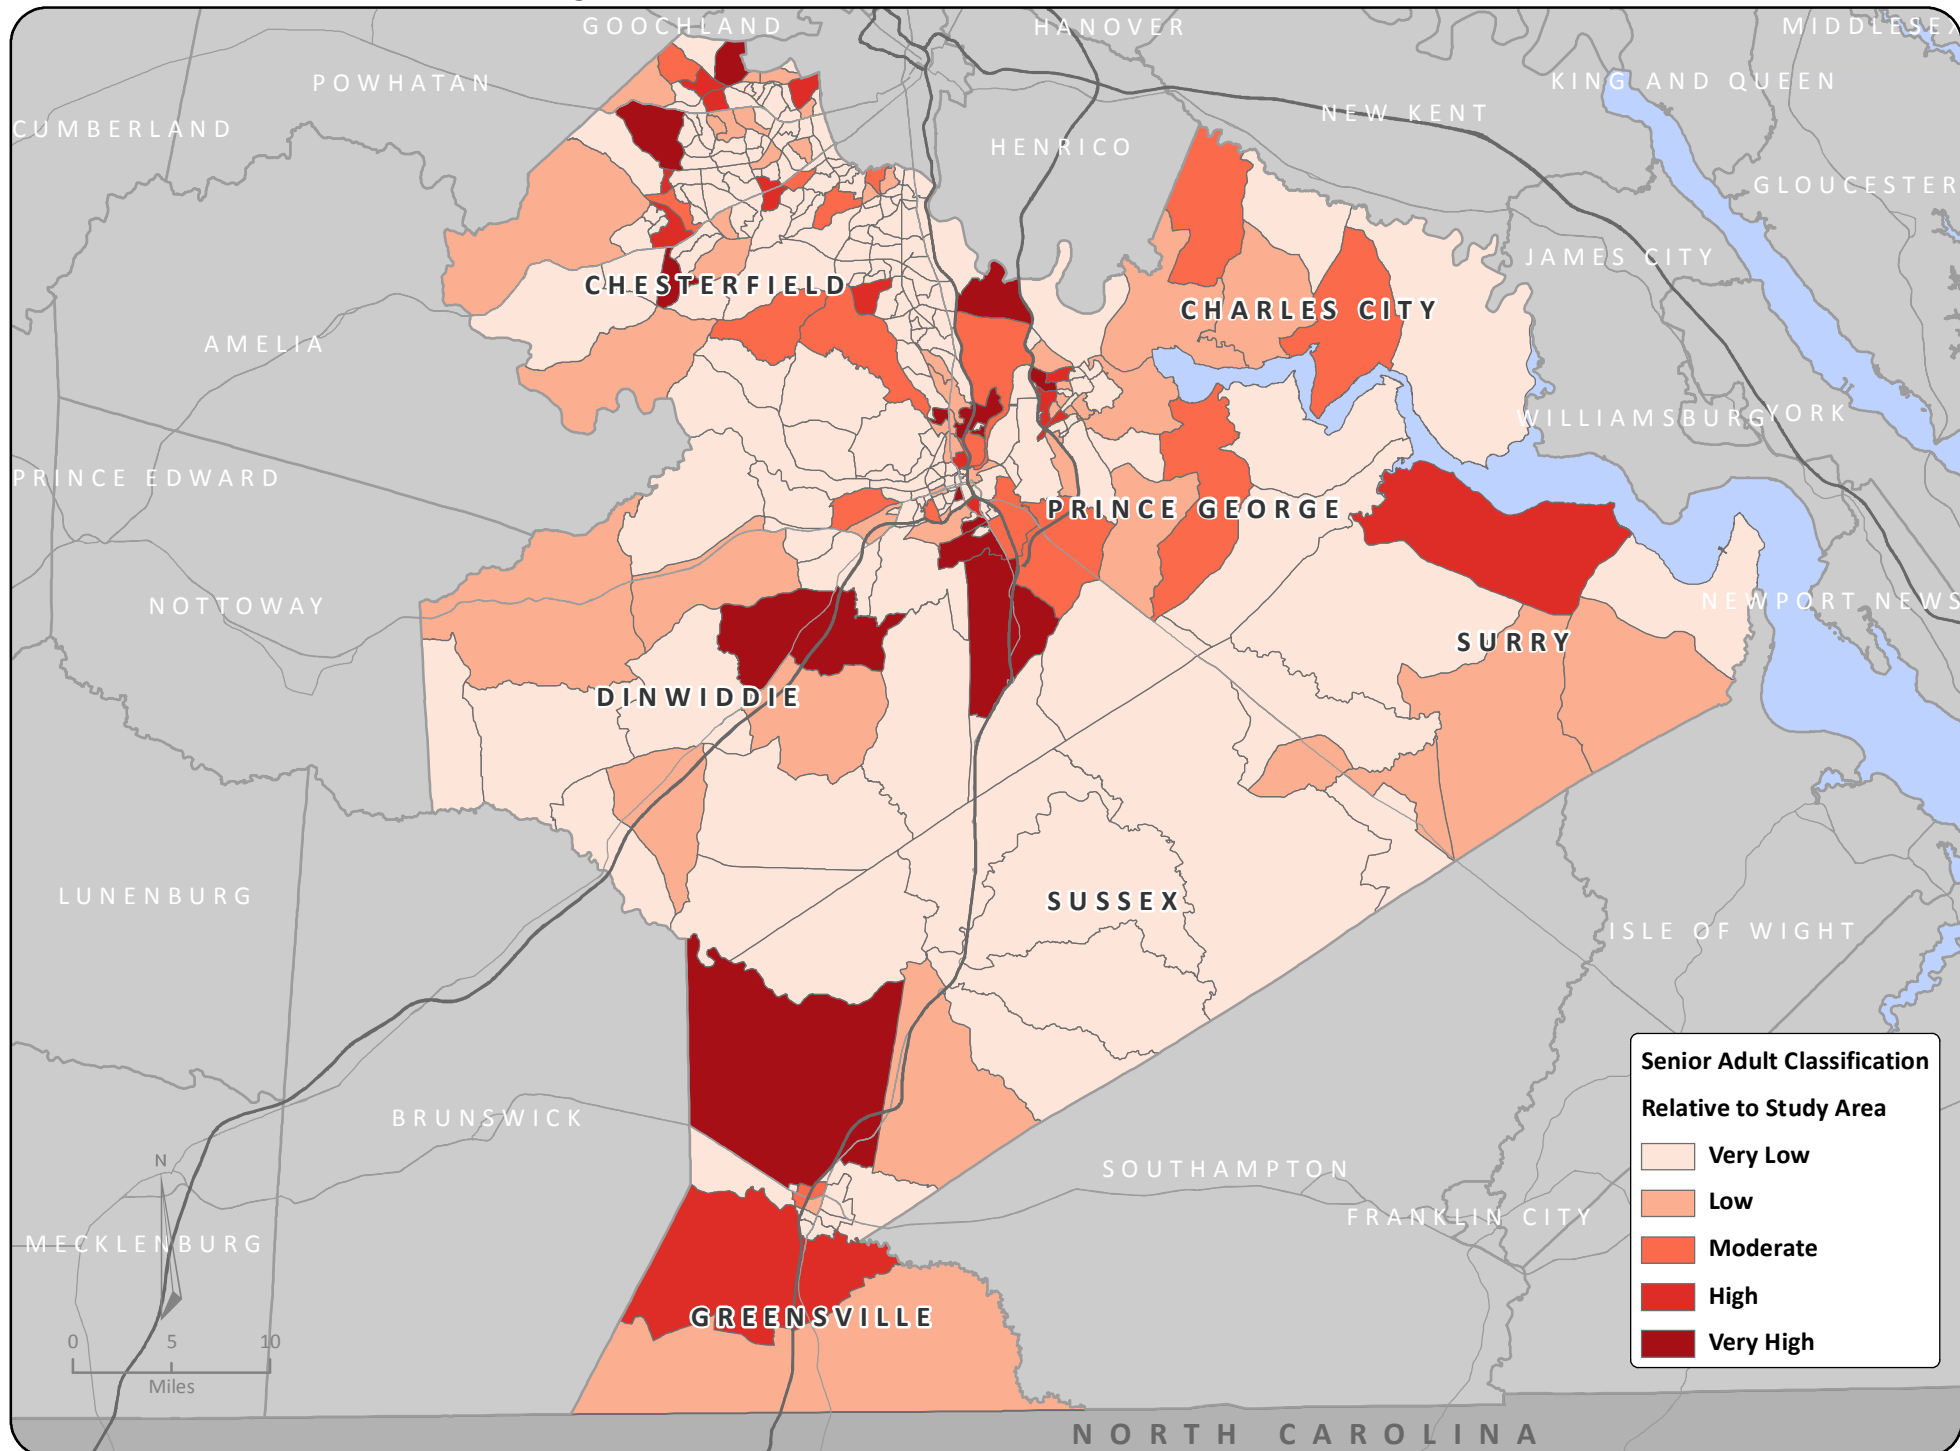 GOOCHLAND
HANOVER
MIDDLESEX
POWHATAN
KING AND QUEEN
CUMBERLAND
NEW KENT
HENRICO
GLOUCESTER
JAMES CITY
CHESTERFIELD
CHARLES CITY
AMELIA
WILLIAMSBURG
YORK
PRINCE EDWARD
PRINCE GEORGE
NOTTOWAY
NEWPORT NEWS
SURRY
DINWIDDIE
LUNENBURG
SUSSEX
ISLE OF WIGHT
BRUNSWICK
SOUTHAMPTON
FRANKLIN CITY
MECKLENBURG
GREENSVILLE
N
0 5 10
Miles
NORTH CAROLINA
Senior Adult Classification
Relative to Study Area
Very Low
Low
Moderate
High
Very High